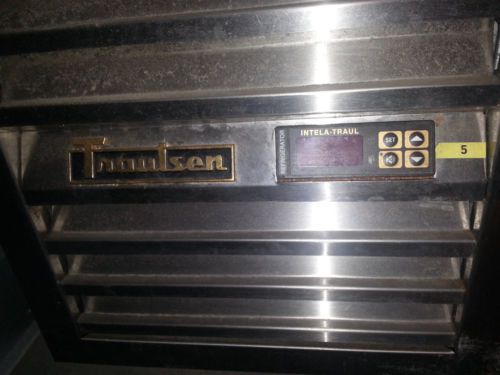 Traulsen
REFRIGERATOR
INTELA-TRAUL
SET
5